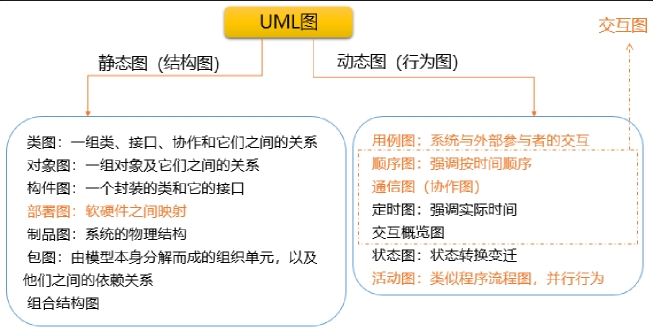 UML图
交互图
静态图（结构图）
动态图（行为图）
类图：一组类、接口、协作和它们之间的关系
对象图：一组对象及它们之间的关系
构件图：一个封装的类和它的接口
部署图：软硬件之间映射
制品图：系统的物理结构
包图：由模型本身分解而成的组织单元，以及
他们之间的依赖关系
组合结构图
用例图：系统与外部参与者的交互
顺序图：强调按时间顺序
通信图（协作图）
定时图：强调实际时间
交互概览图
状态图：状态转换变迁
活动图：类似程序流程图，并行行为